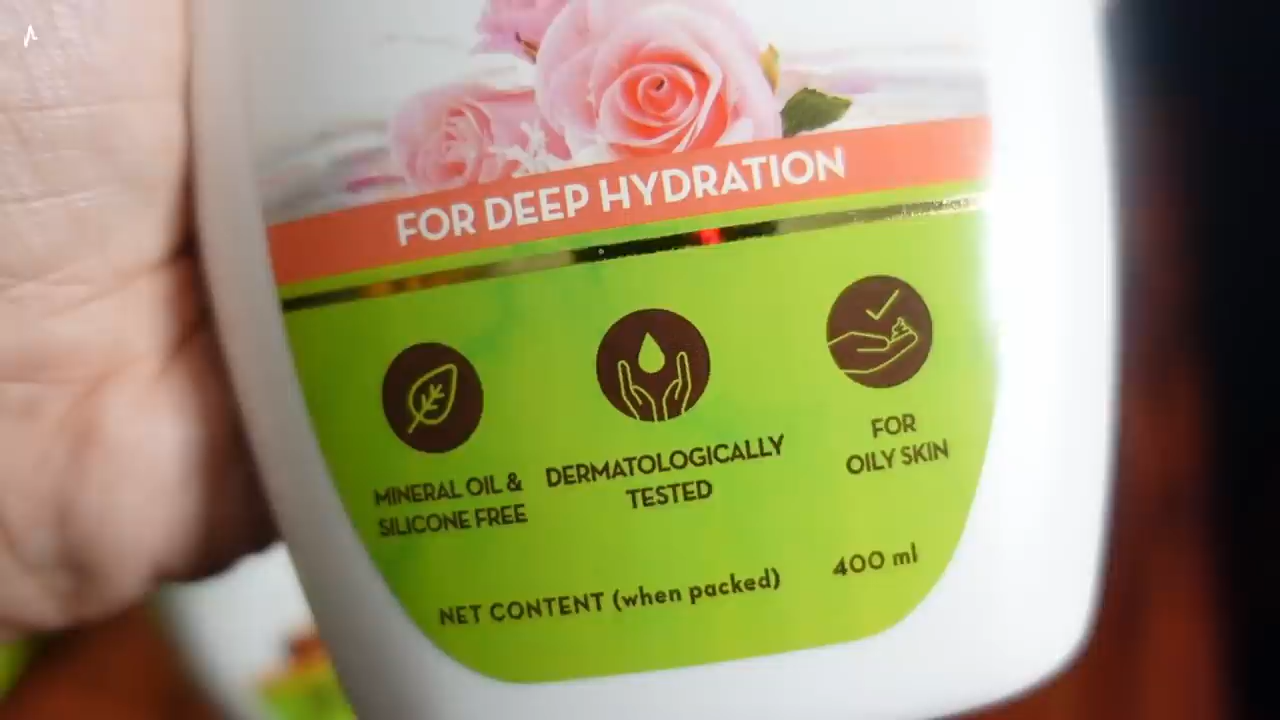 FOR DEEP HYDRATION
MINERAL OIL &
SILICONE FREE
DERMATOLOGICALLY
TESTED
FOR
OILY SKIN
NET CONTENT (when packed) 400 ml